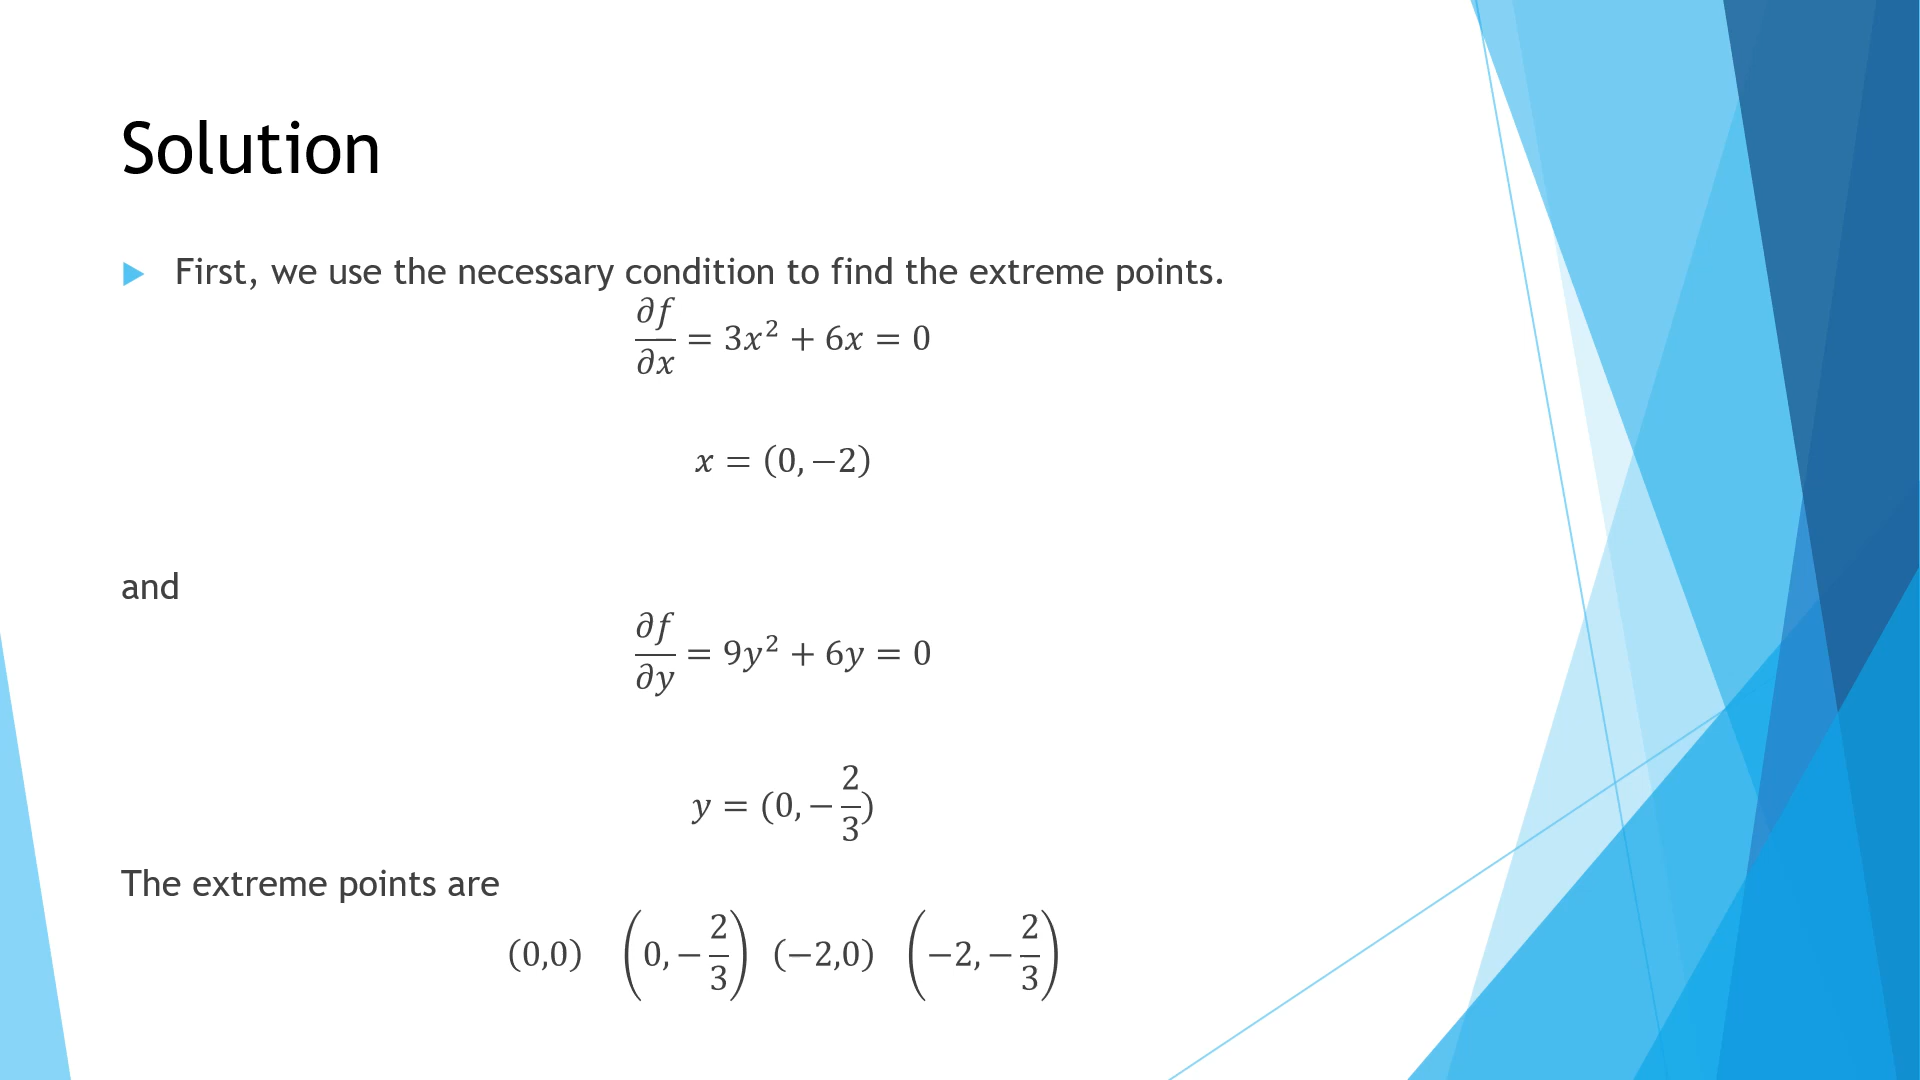 Solution
First, we use the necessary condition to find the extreme points.
∂f/∂x = 3x² + 6x = 0
x = (0, −2)
and
∂f/∂y = 9y² + 6y = 0
y = (0, − 2/3)
The extreme points are
(0,0) (0, − 2/3) (−2,0) (−2, − 2/3)